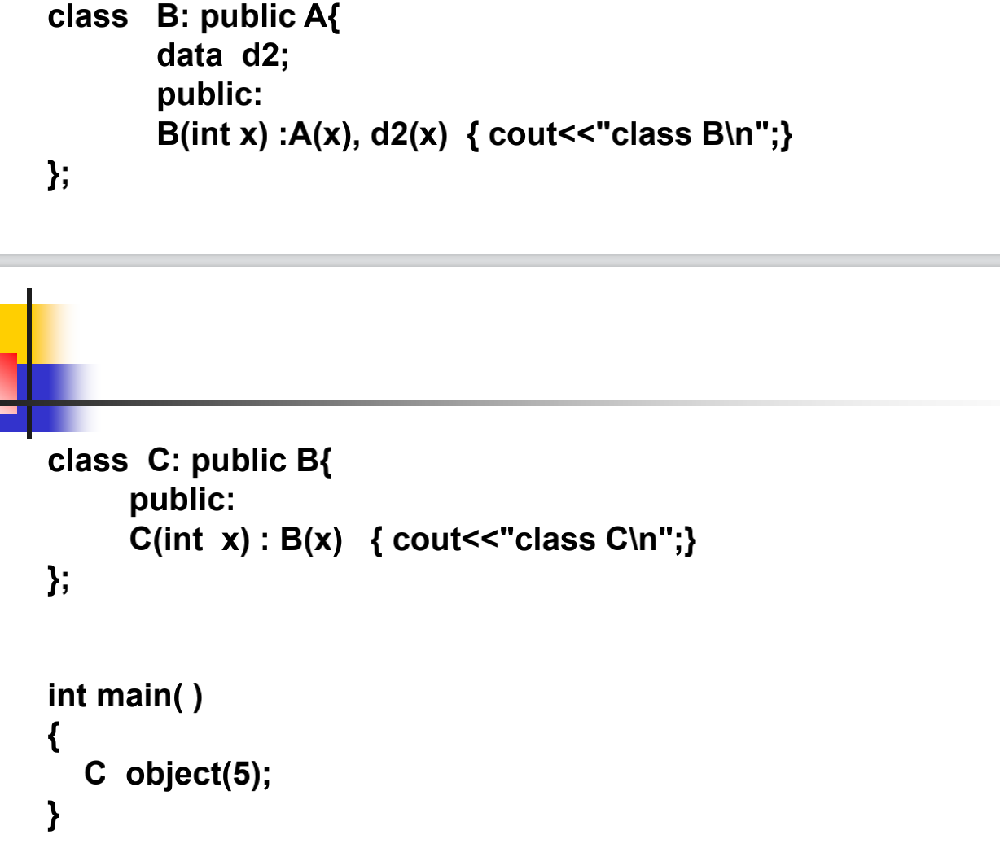 class B: public A{
data d2;
public:
B(int x) :A(x), d2(x) { cout<<"class B\n";}
};
class C: public B{
public:
C(int x) : B(x) { cout<<"class C\n";}
};
int main( )
{
C object(5);
}